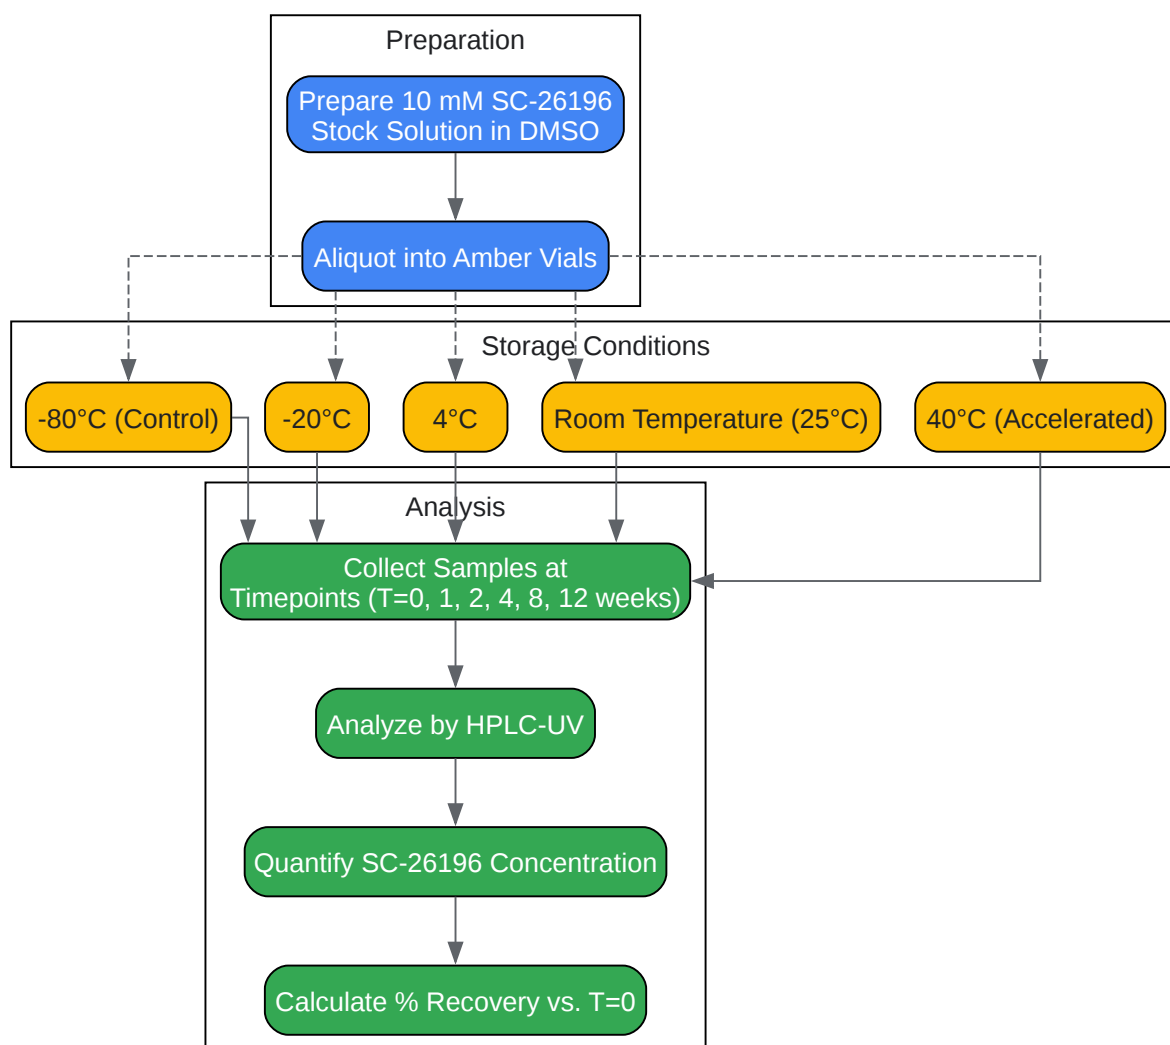 Preparation
Prepare 10 mM SC-26196
Stock Solution in DMSO
Aliquot into Amber Vials
Storage Conditions
-80°C (Control)
-20°C
4°C
Room Temperature (25°C)
40°C (Accelerated)
Analysis
Collect Samples at
Timepoints (T=0, 1, 2, 4, 8, 12 weeks)
Analyze by HPLC-UV
Quantify SC-26196 Concentration
Calculate % Recovery vs. T=0